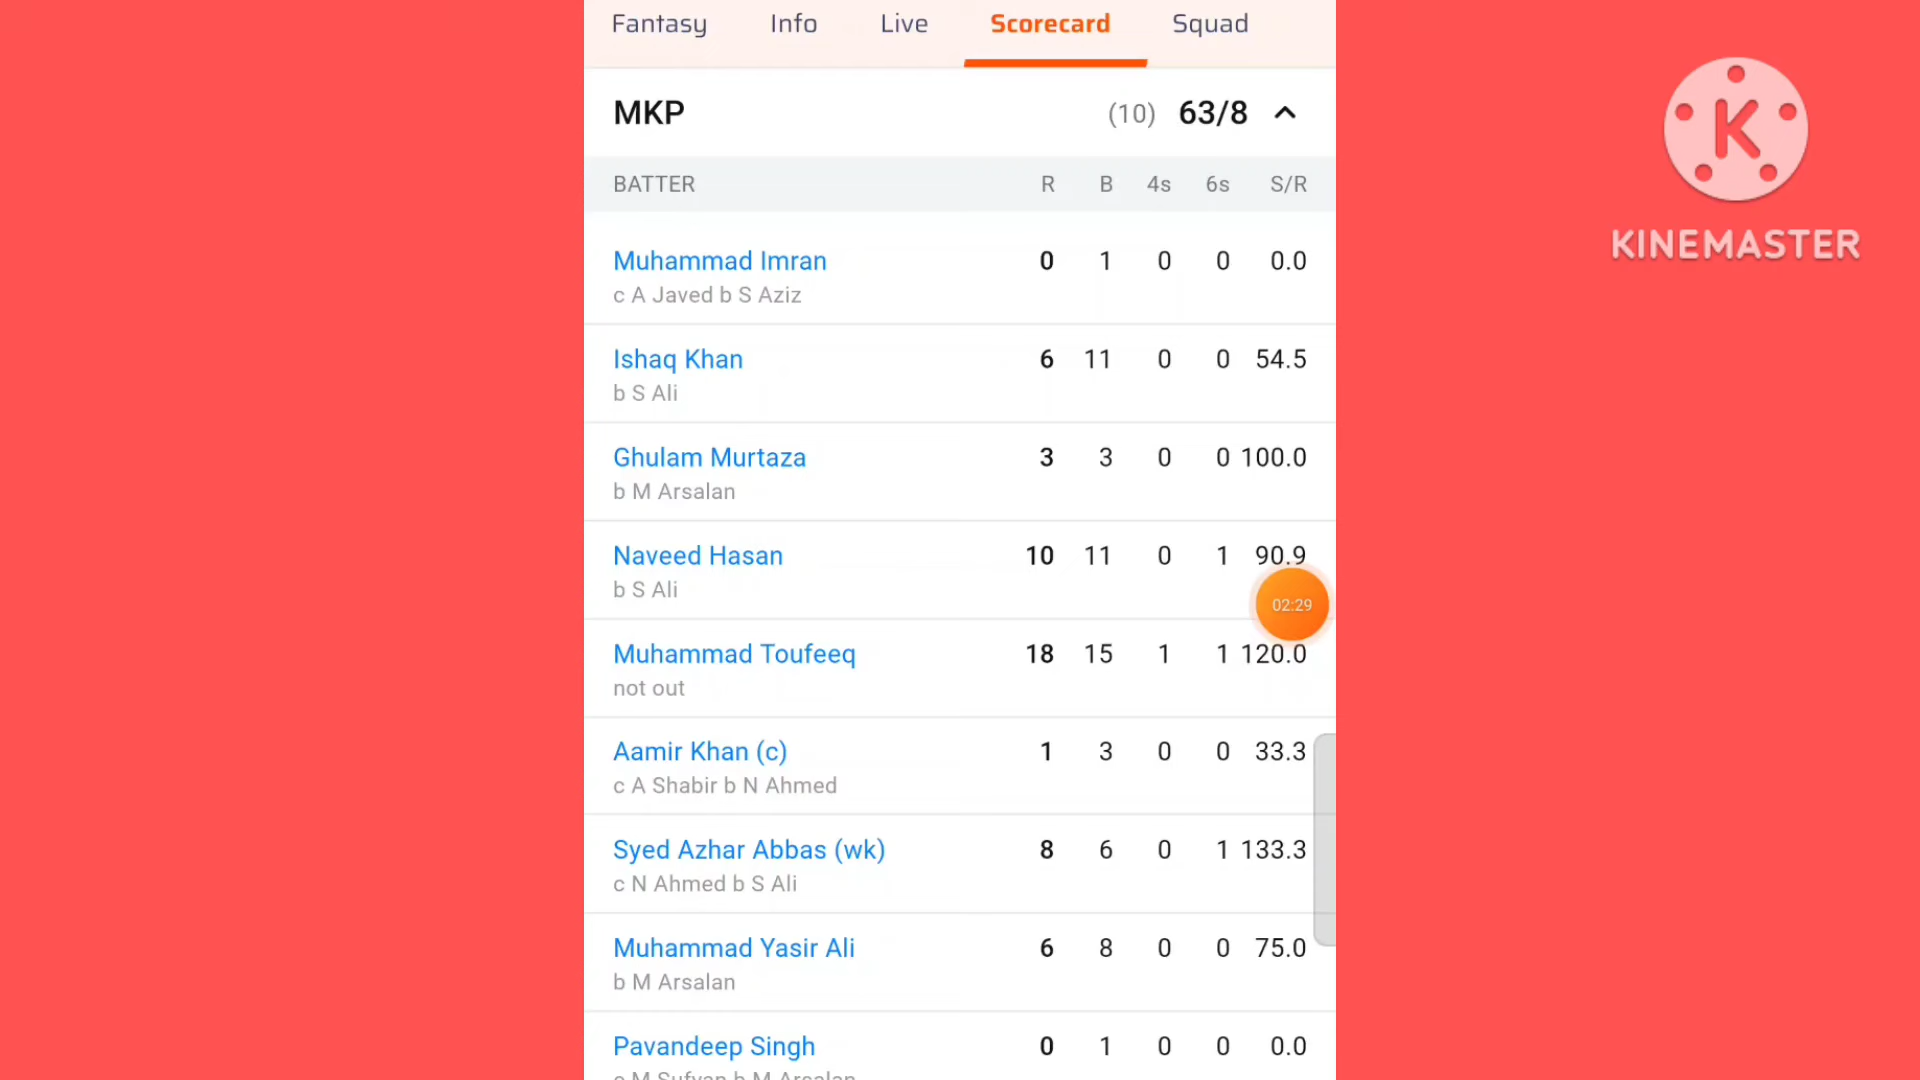 Fantasy Info Live Scorecard Squad
MKP (10) 63/8
BATTER R B 4s 6s S/R
Muhammad Imran 0 1 0 0 0.0
c A Javed b S Aziz
Ishaq Khan 6 11 0 0 54.5
b S Ali
Ghulam Murtaza 3 3 0 0 100.0
b M Arsalan
Naveed Hasan 10 11 0 1 90.9
b S Ali
02:29
Muhammad Toufeeq 18 15 1 1 120.0
not out
Aamir Khan (c) 1 3 0 0 33.3
c A Shabir b N Ahmed
Syed Azhar Abbas (wk) 8 6 0 1 133.3
c N Ahmed b S Ali
Muhammad Yasir Ali 6 8 0 0 75.0
b M Arsalan
Pavandeep Singh 0 1 0 0 0.0
c M Sufyan b M Arsalan
K
KINEMASTER